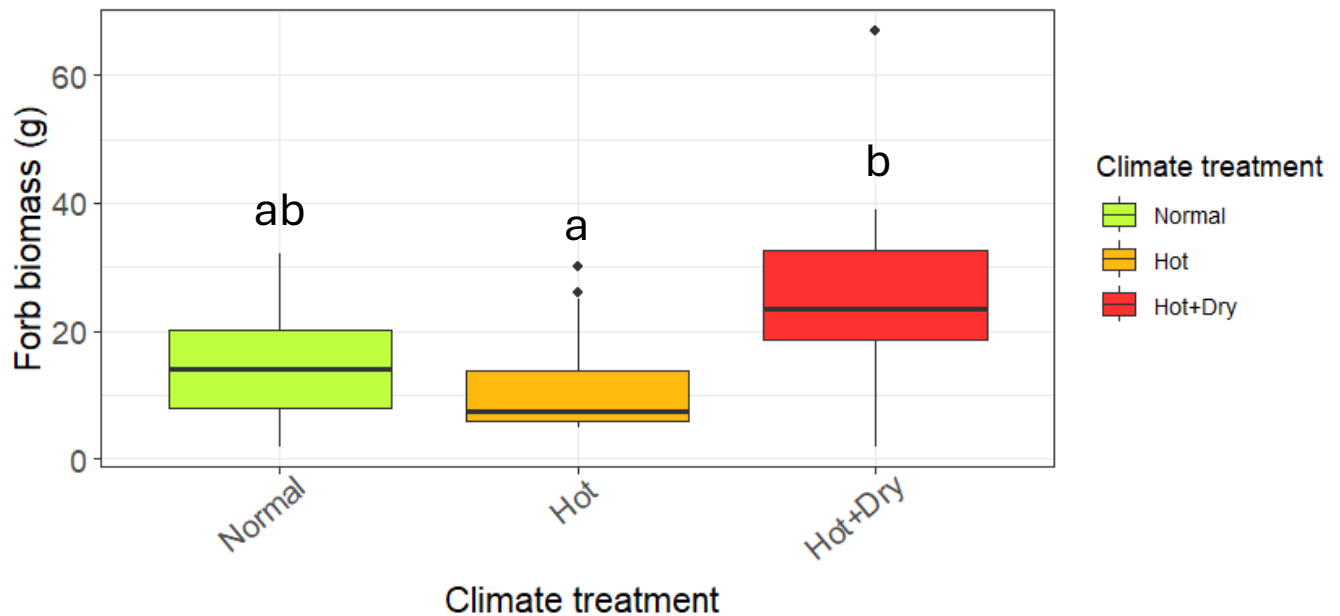 Forb biomass (g)
60
40
20
0
ab
a
b
Normal
Hot
Hot+Dry
Climate treatment
Climate treatment
Normal
Hot
Hot+Dry